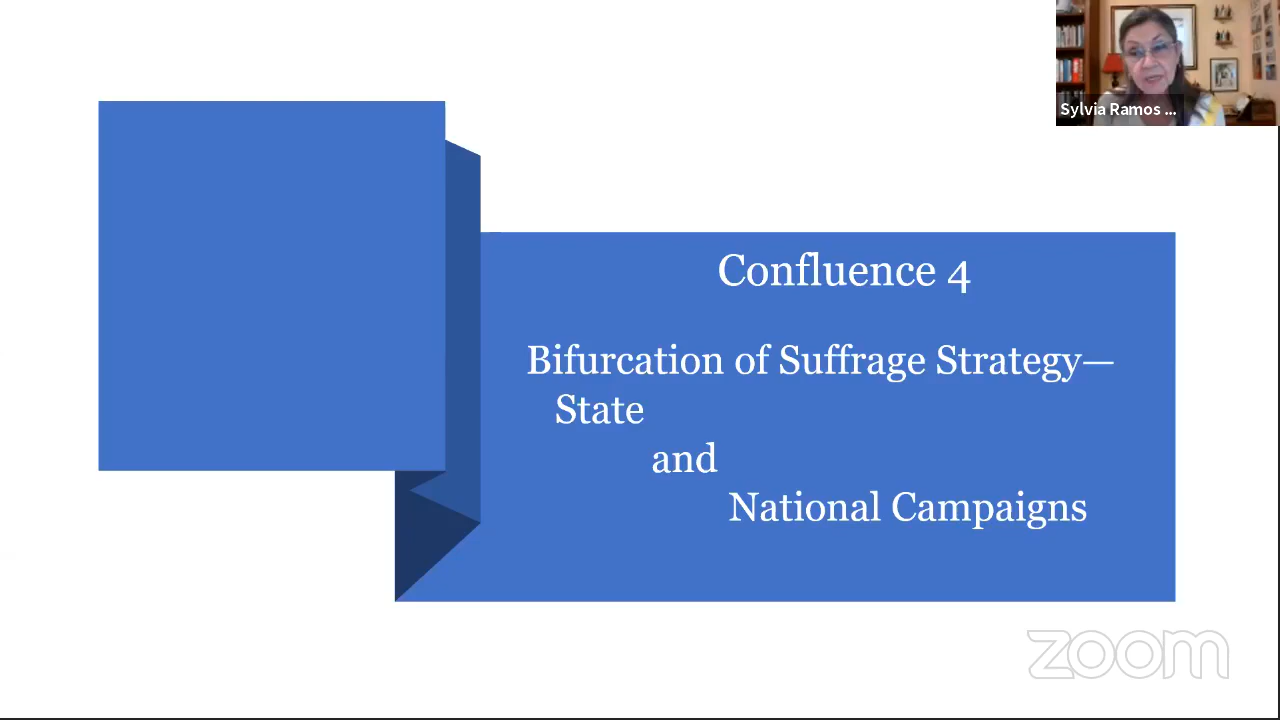 Sylvia Ramos ...
Confluence 4
Bifurcation of Suffrage Strategy—
State
and
National Campaigns
zoom